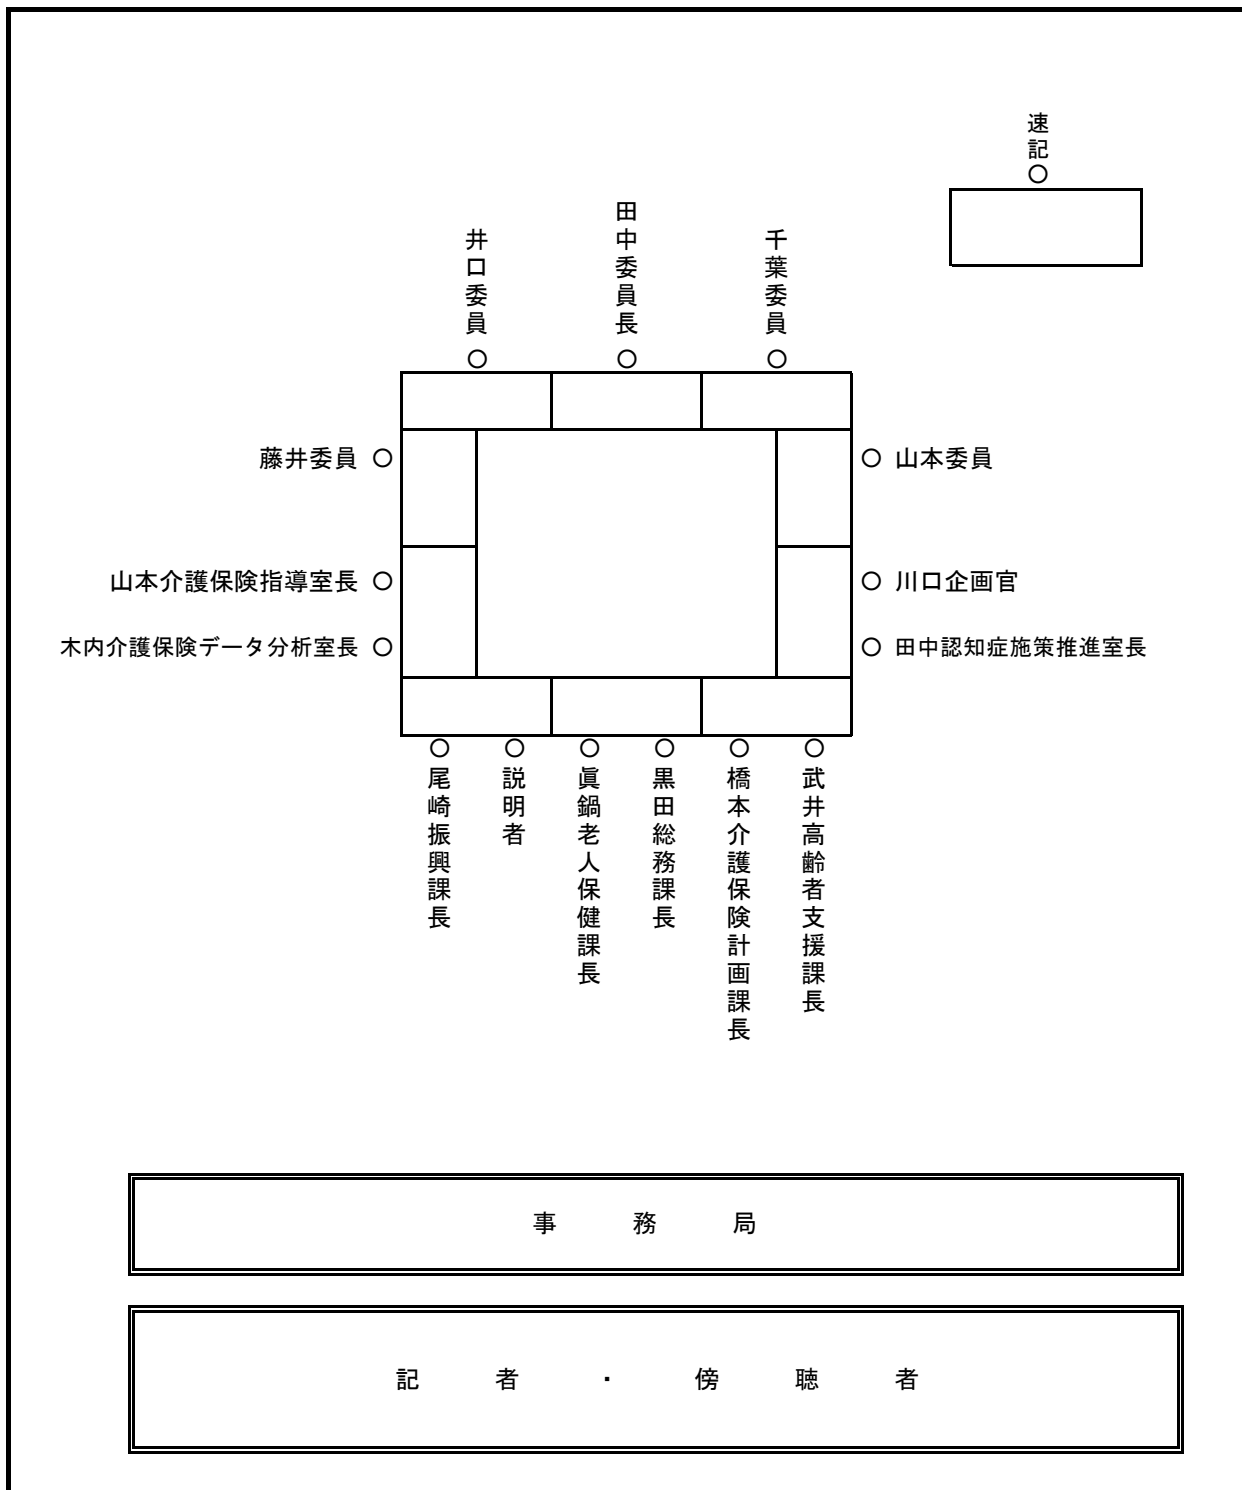 速記
井口委員
田中委員長
千葉委員
藤井委員
山本委員
山本介護保険指導室長
川口企画官
木内介護保険データ分析室長
田中認知症施策推進室長
尾崎振興課長
説明者
眞鍋老人保健課長
黒田総務課長
橋本介護保険計画課長
武井高齢者支援課長
事務局
記者・傍聴者